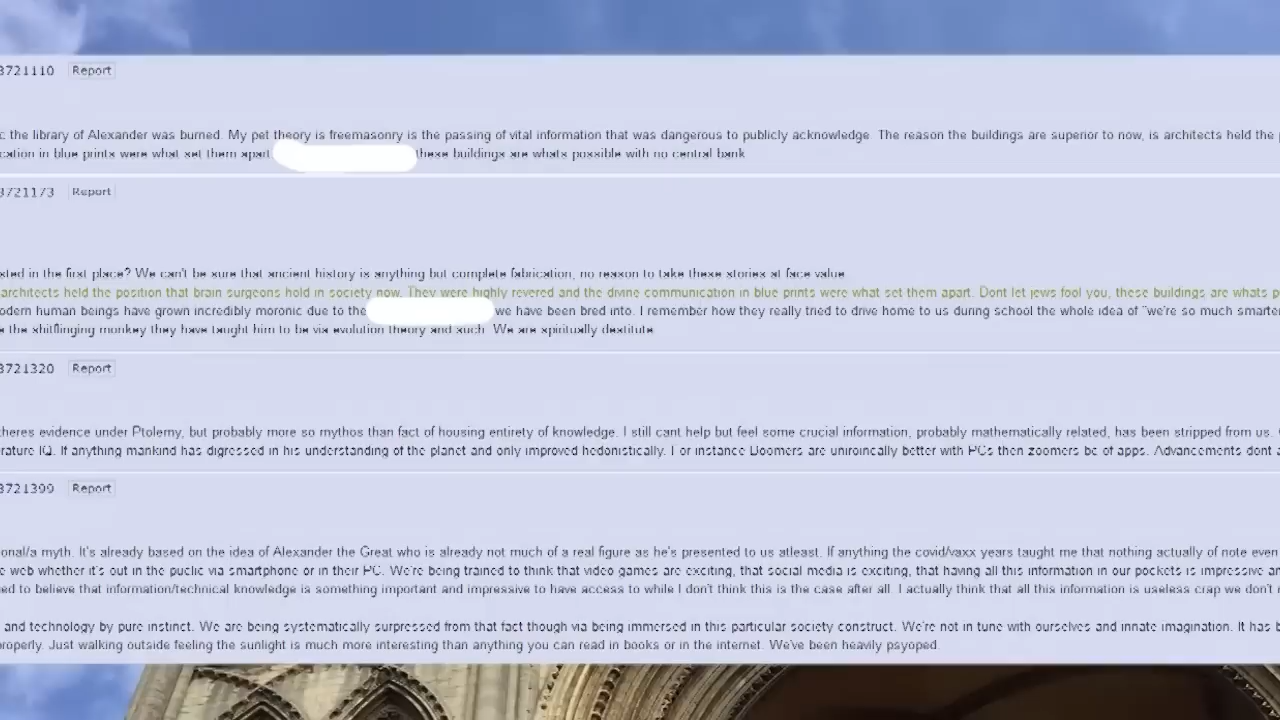 3721110 Report
c the library of Alexander was burned. My pet theory is freemasonry is the passing of vital information that was dangerous to publicly acknowledge. The reason the buildings are superior to now, is architects held the
cation in blue prints were what set them apart these buildings are whats possible with no central bank
3721173 Report
sted in the first place? We can't be sure that ancient history is anything but complete fabrication, no reason to take these stories at face value
architects held the position that brain surgeons hold in society now. They were highly revered and the divine communication in blue prints were what set them apart. Dont let jews fool you, these buildings are whats p
odern human beings have grown incredibly moronic due to the we have been bred into. I remember how they really tried to drive home to us during school the whole idea of "we're so much smarte
e the shitflinging monkey they have taught him to be via evolution theory and such. We are spiritually destitute.
3721320 Report
theres evidence under Ptolemy, but probably more so mythos than fact of housing entirety of knowledge. I still cant help but feel some crucial information, probably mathematically related, has been stripped from us.
rature IQ. If anything mankind has digressed in his understanding of the planet and only improved hedonistically. For instance Doomers are unironically better with PCs then zoomers bc of apps. Advancements dont a
3721399 Report
onal/a myth. It's already based on the idea of Alexander the Great who is already not much of a real figure as he's presented to us atleast. If anything the covid/vaxx years taught me that nothing actually of note even
e web whether it's out in the puclic via smartphone or in their PC. We're being trained to think that video games are exciting, that social media is exciting, that having all this information in our pockets is impressive an
ed to believe that information/technical knowledge is something important and impressive to have access to while I don't think this is the case after all. I actually think that all this information is useless crap we don't
and technology by pure instinct. We are being systematically surpressed from that fact though via being immersed in this particular society construct. We're not in tune with ourselves and innate imagination. It has b
properly. Just walking outside feeling the sunlight is much more interesting than anything you can read in books or in the internet. We've been heavily psyoped.